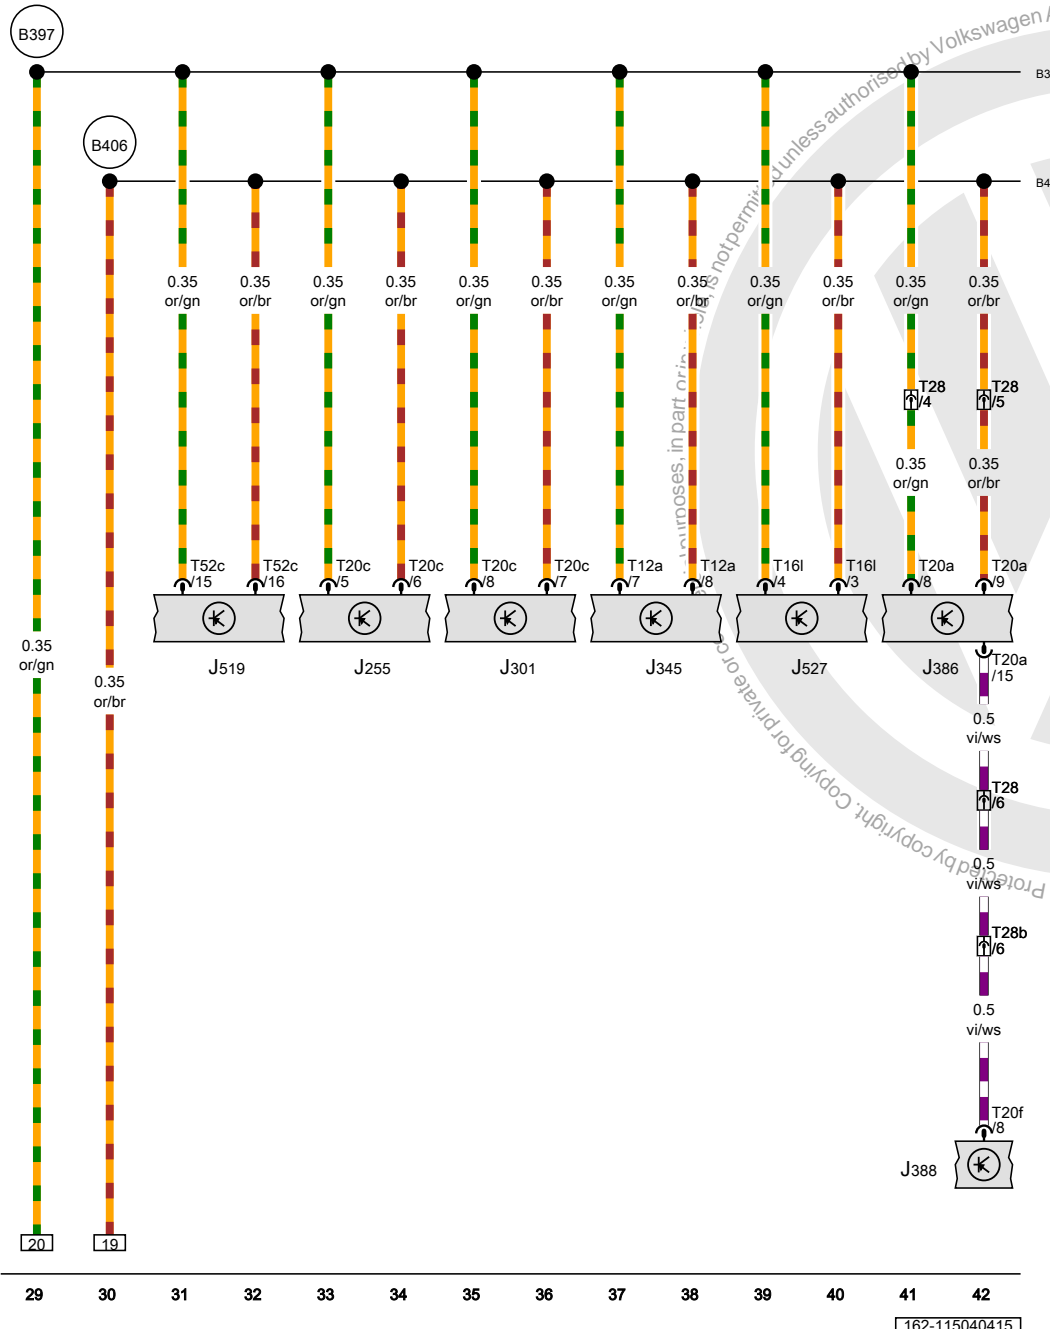 B397
B3
B406
B4
0.35
or/gn
0.35
or/br
0.35
or/gn
0.35
or/br
0.35
or/gn
0.35
or/br
0.35
or/gn
0.35
or/br
0.35
or/gn
0.35
or/br
0.35
or/gn
0.35
or/br
T28
/4
T28
/5
0.35
or/gn
0.35
or/br
T52c
/15
T52c
/16
T20c
/5
T20c
/6
T20c
/8
T20c
/7
T12a
/7
T12a
/8
T16l
/4
T16l
/3
T20a
/8
T20a
/9
0.35
or/gn
0.35
or/br
J519
J255
J301
J345
J527
J386
T20a
/15
0.5
vi/ws
T28
/6
0.5
vi/ws
T28b
/6
0.5
vi/ws
T20f
/8
J388
20
19
29 30 31 32 33 34 35 36 37 38 39 40 41 42
162-115040415
Protected by copyright. Copying for private or c
purposes, in part or in
, is not permit
d unless authorised by Volkswagen A